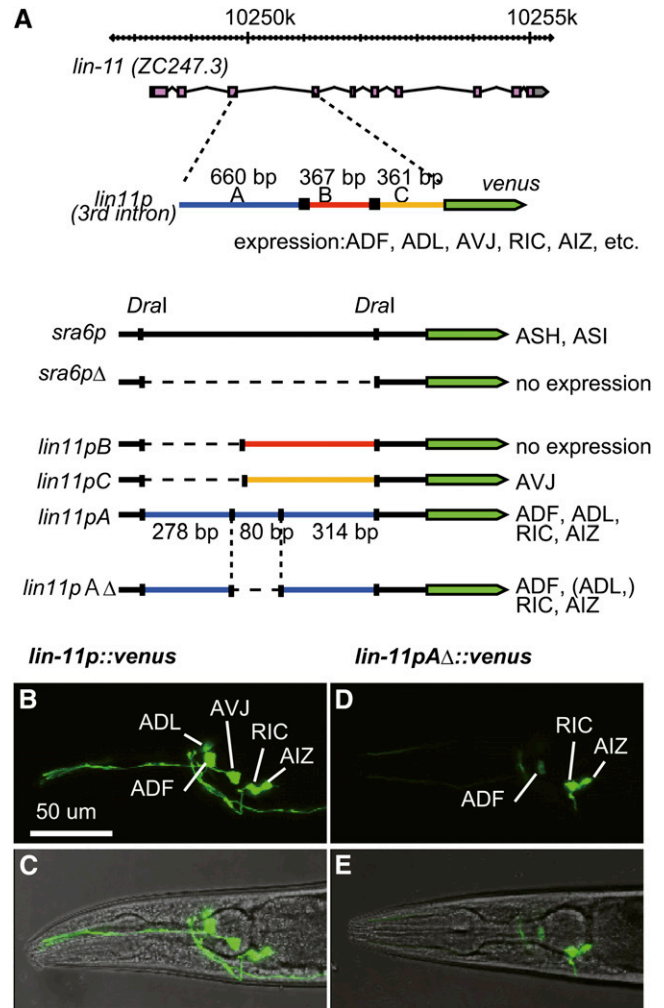 A
10250k 10255k
lin-11 (ZC247.3)
660 bp 367 bp 361 bp
A B C
venus
lin11p
(3rd intron)
expression:ADF, ADL, AVJ, RIC, AIZ, etc.
DraI DraI
sra6p ASH, ASI
sra6pΔ no expression
lin11pB no expression
lin11pC AVJ
lin11pA ADF, ADL,
RIC, AIZ
278 bp 80 bp 314 bp
lin11pAΔ ADF, (ADL,)
RIC, AIZ
lin-11p::venus lin-11pAΔ::venus
B
ADL AVJ RIC AIZ
ADF
50 um
D
RIC AIZ
ADF
C
E